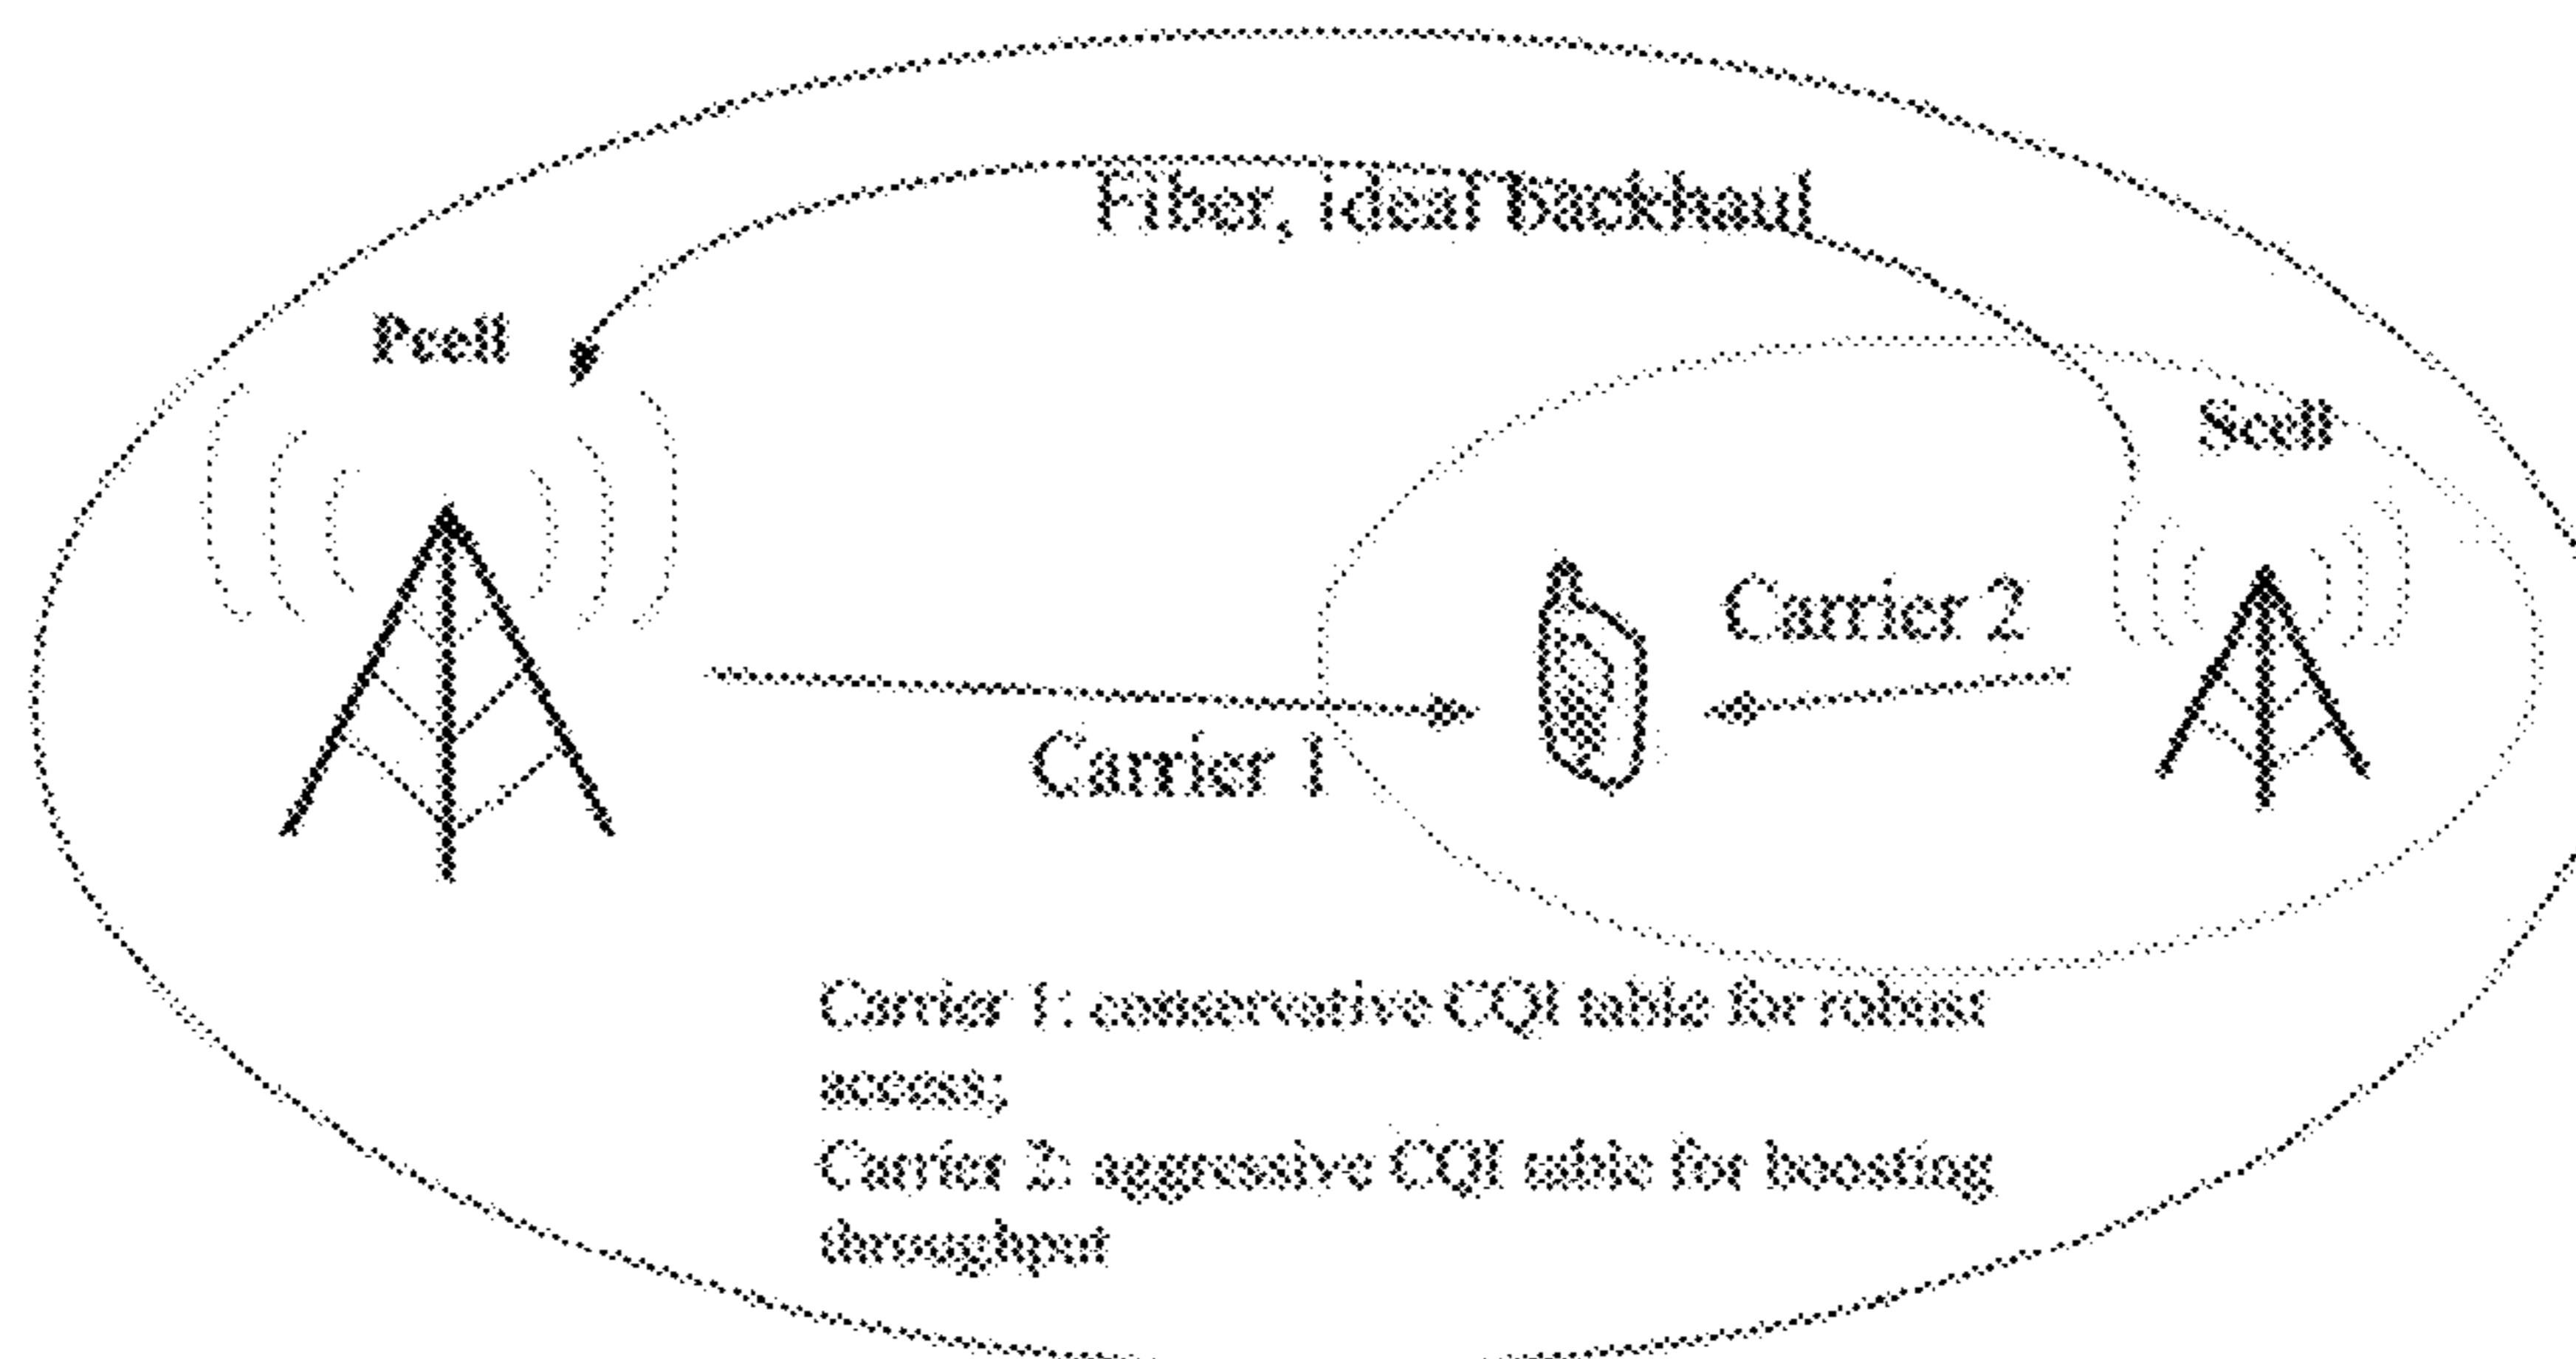 Fiber, ideal backhaul
Pcell
Scell
Carrier 2
Carrier 1
Carrier 1: conservative CQI table for robust
access;
Carrier 2: aggressive CQI table for boosting
throughput